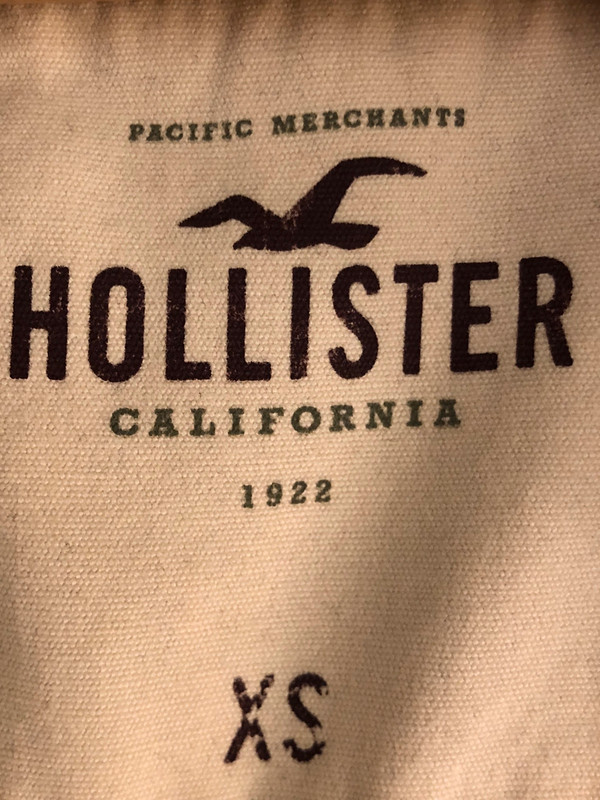 PACIFIC MERCHANTS
HOLLISTER
CALIFORNIA
1922
XS